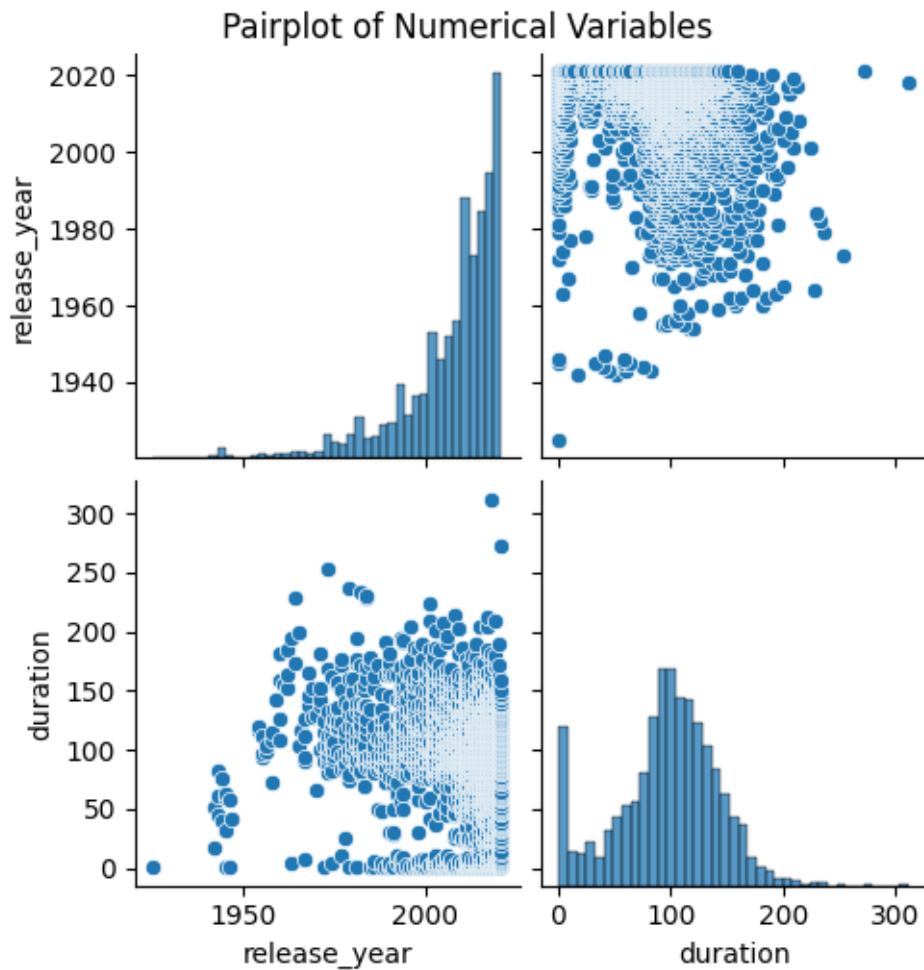 Pairplot of Numerical Variables
2020
2000
1980
1960
1940
release_year
300
250
200
150
100
50
0
duration
1950 2000
release_year
0 100 200 300
duration